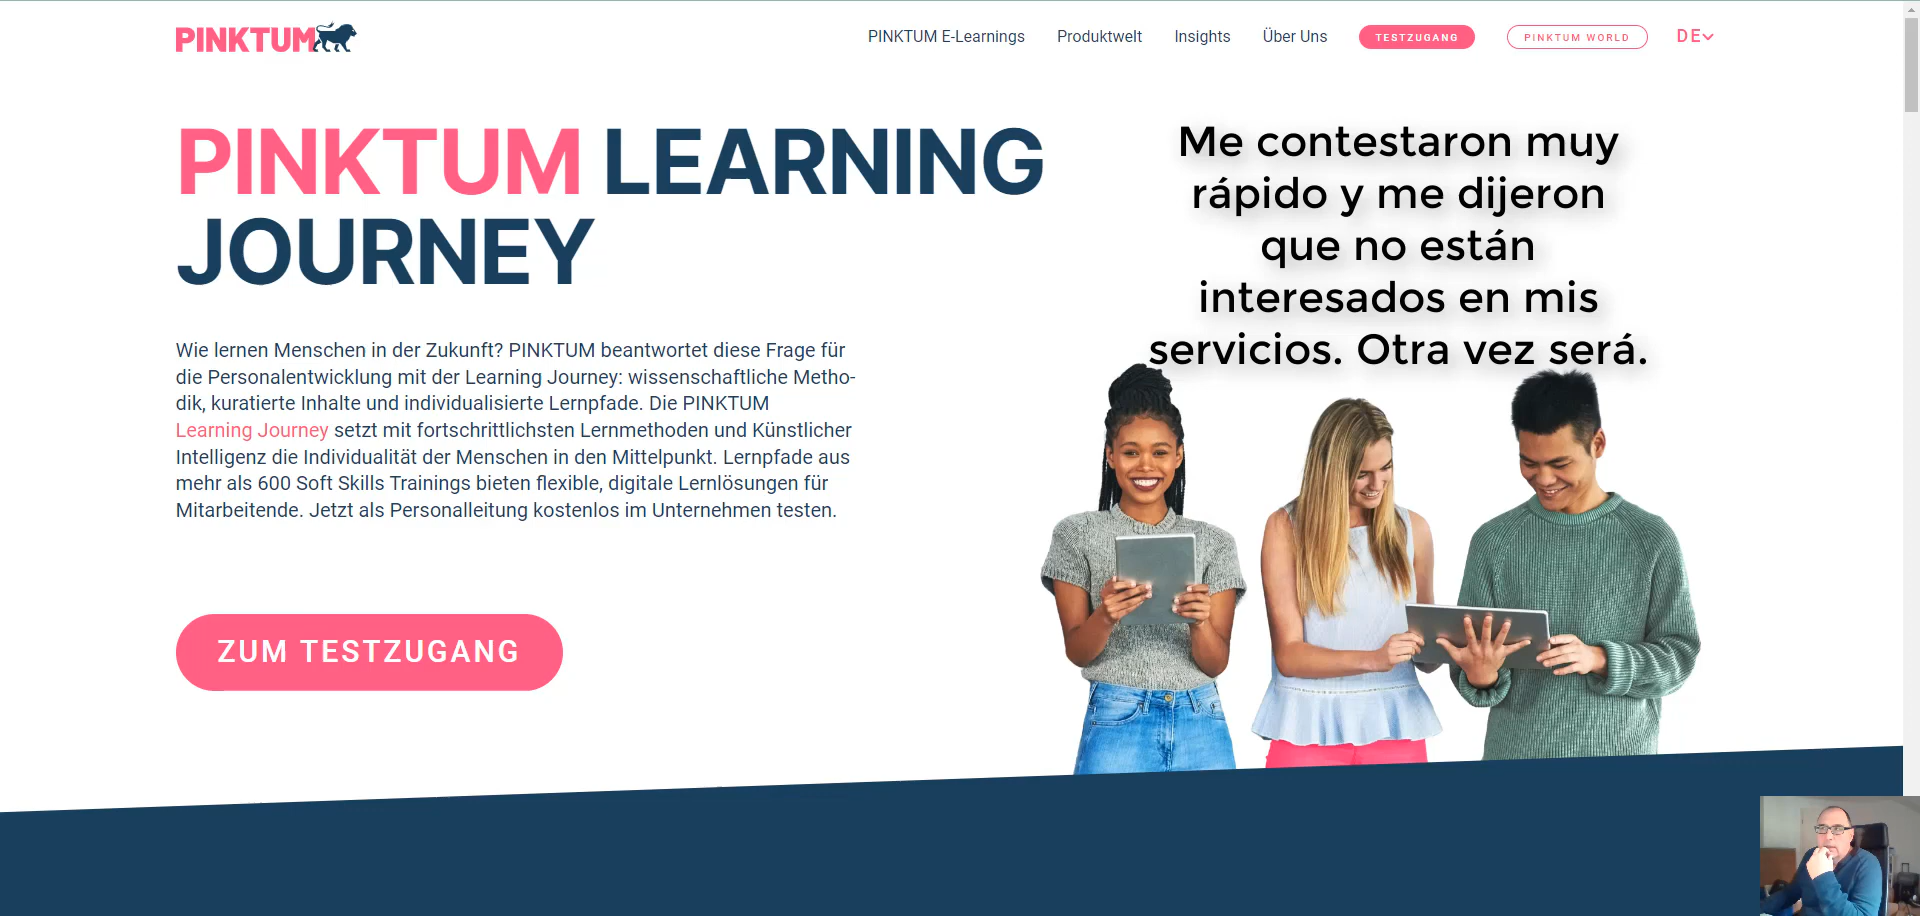 PINKTUM
PINKTUM E-Learnings
Produktwelt
Insights
Über Uns
TESTZUGANG
PINKTUM WORLD
DE
PINKTUM LEARNING
JOURNEY
Wie lernen Menschen in der Zukunft? PINKTUM beantwortet diese Frage für
die Personalentwicklung mit der Learning Journey: wissenschaftliche Metho-
dik, kuratierte Inhalte und individualisierte Lernpfade. Die PINKTUM
Learning Journey setzt mit fortschrittlichsten Lernmethoden und Künstlicher
Intelligenz die Individualität der Menschen in den Mittelpunkt. Lernpfade aus
mehr als 600 Soft Skills Trainings bieten flexible, digitale Lernlösungen für
Mitarbeitende. Jetzt als Personalleitung kostenlos im Unternehmen testen.
ZUM TESTZUGANG
Me contestaron muy
rápido y me dijeron
que no están
interesados en mis
servicios. Otra vez será.